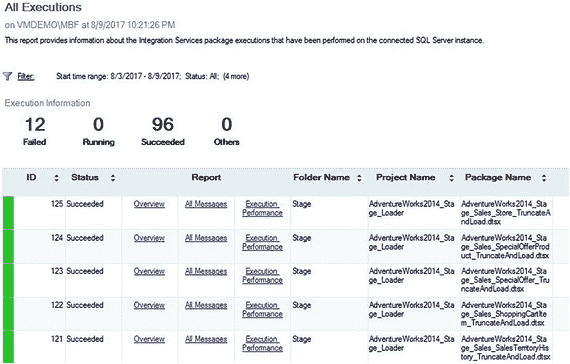 All Executions
on VMDEMO\MBF at 8/9/2017 10:21:26 PM
This report provides information about the Integration Services package executions that have been performed on the connected SQL Server instance.
Filter: Start time range: 8/3/2017 - 8/9/2017; Status: All; (4 more)
Execution Information
12 0 96 0
Failed Running Succeeded Others
ID Status Report Folder Name Project Name Package Name
125 Succeeded Overview All Messages Execution Performance Stage AdventureWorks2014_Stage_Loader AdventureWorks2014_Stage_Sales_Store_TruncateAndLoad.dtsx
124 Succeeded Overview All Messages Execution Performance Stage AdventureWorks2014_Stage_Loader AdventureWorks2014_Stage_Sales_SpecialOfferProduct_TruncateAndLoad.dtsx
123 Succeeded Overview All Messages Execution Performance Stage AdventureWorks2014_Stage_Loader AdventureWorks2014_Stage_Sales_SpecialOffer_TruncateAndLoad.dtsx
122 Succeeded Overview All Messages Execution Performance Stage AdventureWorks2014_Stage_Loader AdventureWorks2014_Stage_Sales_ShoppingCartItem_TruncateAndLoad.dtsx
121 Succeeded Overview All Messages Execution Performance Stage AdventureWorks2014_Stage_Loader AdventureWorks2014_Stage_Sales_SalesTerritoryHistory_TruncateAndLoad.dtsx